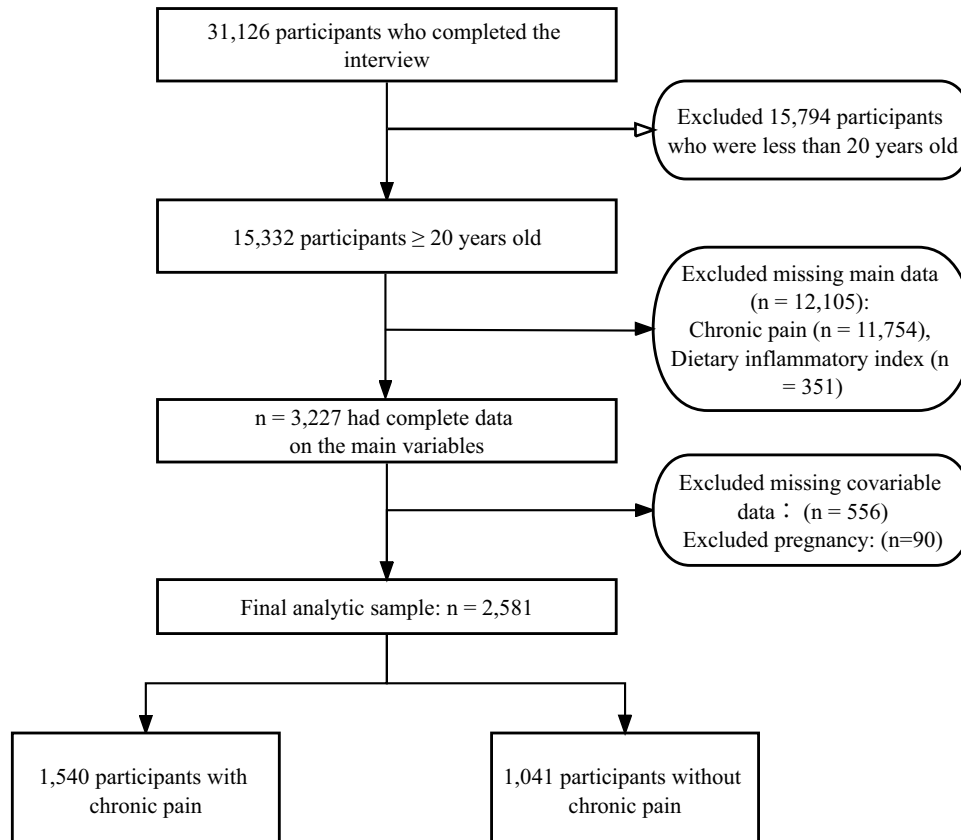 31,126 participants who completed the
interview
Excluded 15,794 participants
who were less than 20 years old
15,332 participants ≥ 20 years old
Excluded missing main data
(n = 12,105):
Chronic pain (n = 11,754),
Dietary inflammatory index (n
= 351)
n = 3,227 had complete data
on the main variables
Excluded missing covariable
data： (n = 556)
Excluded pregnancy: (n=90)
Final analytic sample: n = 2,581
1,540 participants with
chronic pain
1,041 participants without
chronic pain